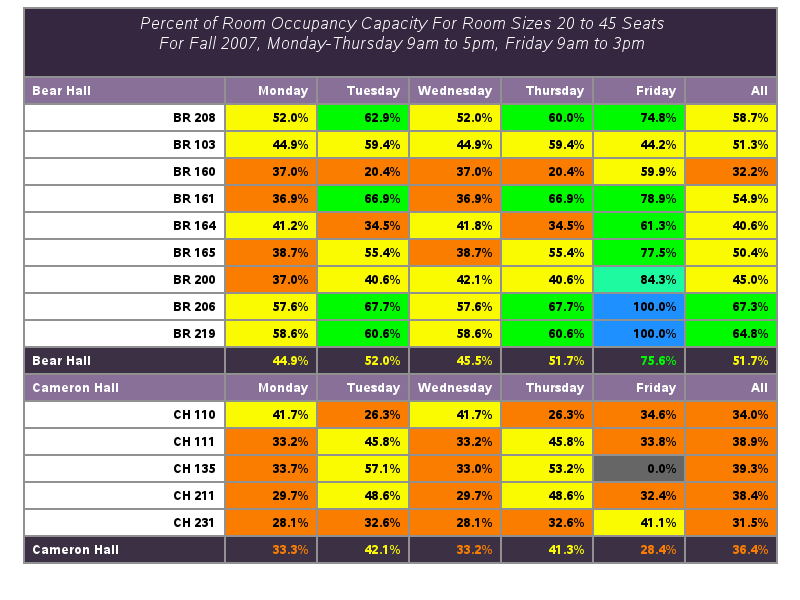 Percent of Room Occupancy Capacity For Room Sizes 20 to 45 Seats
For Fall 2007, Monday-Thursday 9am to 5pm, Friday 9am to 3pm
Bear Hall Monday Tuesday Wednesday Thursday Friday All
BR 208 52.0% 62.9% 52.0% 60.0% 74.8% 58.7%
BR 103 44.9% 59.4% 44.9% 59.4% 44.2% 51.3%
BR 160 37.0% 20.4% 37.0% 20.4% 59.9% 32.2%
BR 161 36.9% 66.9% 36.9% 66.9% 78.9% 54.9%
BR 164 41.2% 34.5% 41.8% 34.5% 61.3% 40.6%
BR 165 38.7% 55.4% 38.7% 55.4% 77.5% 50.4%
BR 200 37.0% 40.6% 42.1% 40.6% 84.3% 45.0%
BR 206 57.6% 67.7% 57.6% 67.7% 100.0% 67.3%
BR 219 58.6% 60.6% 58.6% 60.6% 100.0% 64.8%
Bear Hall 44.9% 52.0% 45.5% 51.7% 75.6% 51.7%
Cameron Hall Monday Tuesday Wednesday Thursday Friday All
CH 110 41.7% 26.3% 41.7% 26.3% 34.6% 34.0%
CH 111 33.2% 45.8% 33.2% 45.8% 33.8% 38.9%
CH 135 33.7% 57.1% 33.0% 53.2% 0.0% 39.3%
CH 211 29.7% 48.6% 29.7% 48.6% 32.4% 38.4%
CH 231 28.1% 32.6% 28.1% 32.6% 41.1% 31.5%
Cameron Hall 33.3% 42.1% 33.2% 41.3% 28.4% 36.4%